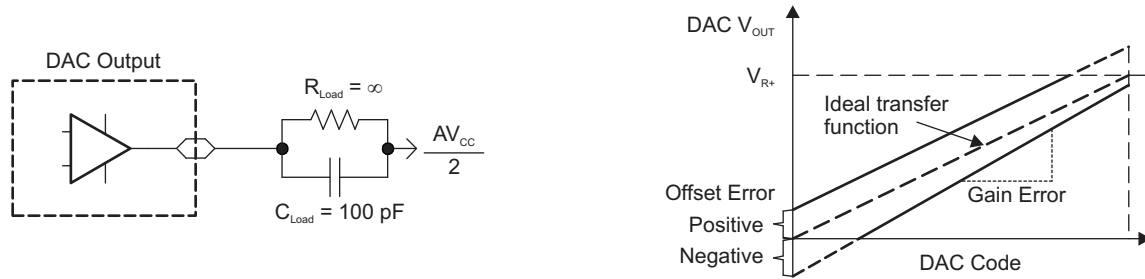 DAC Output
R_Load = ∞
C_Load = 100 pF
AV_CC
2
DAC V_OUT
V_R+
Ideal transfer
function
Offset Error
Positive
Negative
Gain Error
DAC Code